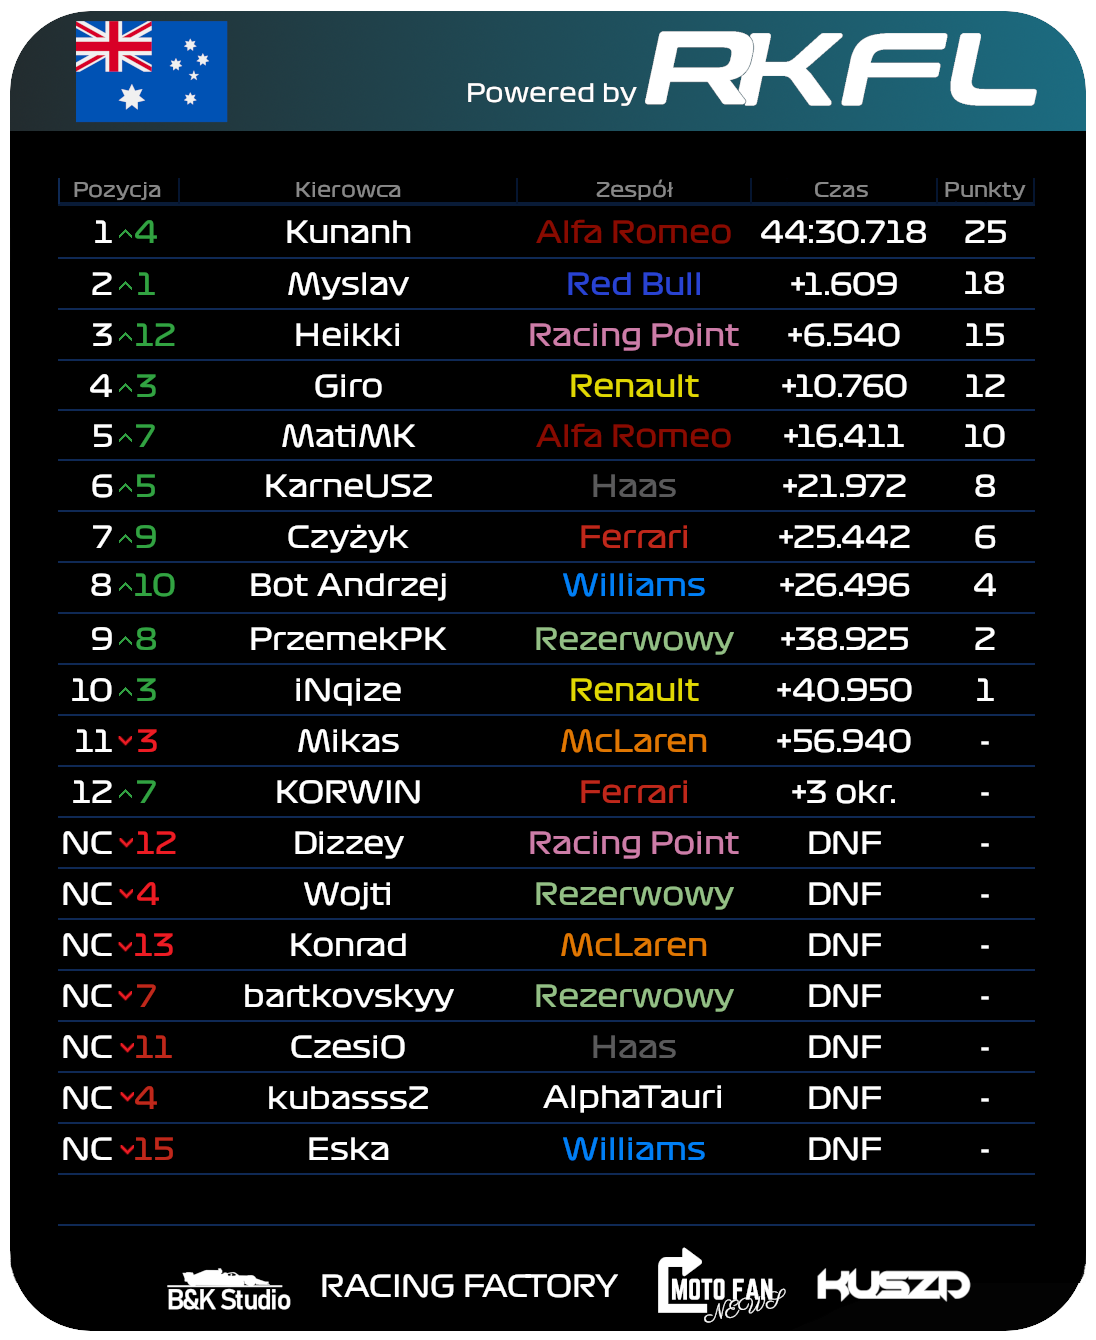 Powered by RKFL
Pozycja Kierowca Zespół Czas Punkty
1 ^4 Kunanh Alfa Romeo 44:30.718 25
2 ^1 Myslav Red Bull +1.609 18
3 ^12 Heikki Racing Point +6.540 15
4 ^3 Giro Renault +10.760 12
5 ^7 MatiMK Alfa Romeo +16.411 10
6 ^5 KarneUSZ Haas +21.972 8
7 ^9 Czyżyk Ferrari +25.442 6
8 ^10 Bot Andrzej Williams +26.496 4
9 ^8 PrzemekPK Rezerwowy +38.925 2
10 ^3 iNqize Renault +40.950 1
11 ˅3 Mikas McLaren +56.940 -
12 ^7 KORWIN Ferrari +3 okr. -
NC ˅12 Dizzey Racing Point DNF -
NC ˅4 Wojti Rezerwowy DNF -
NC ˅13 Konrad McLaren DNF -
NC ˅7 bartkovskyy Rezerwowy DNF -
NC ˅11 CzesiO Haas DNF -
NC ˅4 kubasssZ AlphaTauri DNF -
NC ˅15 Eska Williams DNF -
B&K Studio RACING FACTORY MOTO FAN NEWS KUSZD